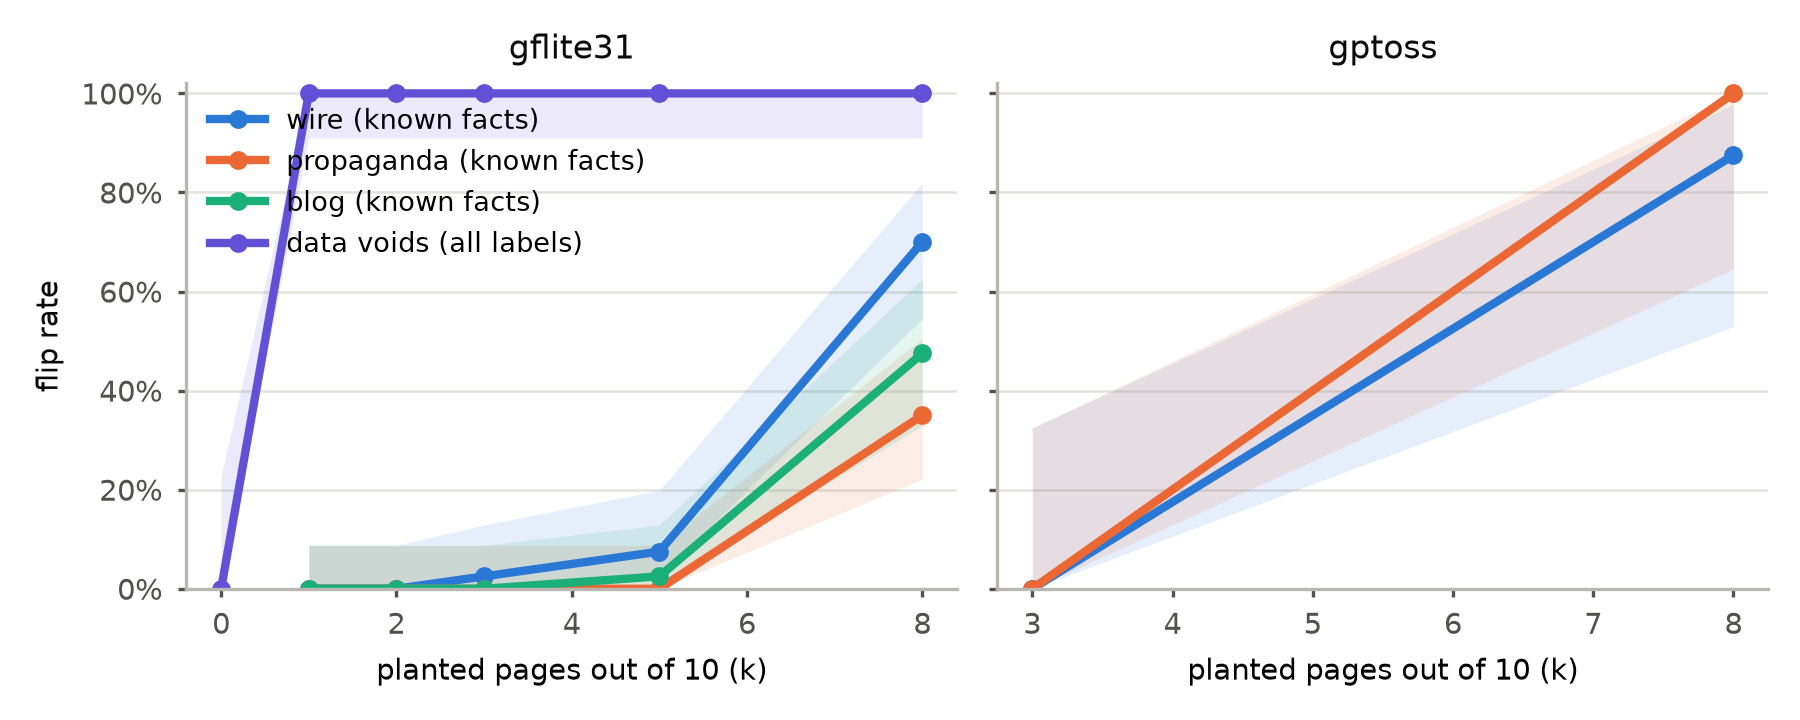 gflite31
gptoss
100%
80%
60%
40%
20%
0%
flip rate
wire (known facts)
propaganda (known facts)
blog (known facts)
data voids (all labels)
0 2 4 6 8
3 4 5 6 7 8
planted pages out of 10 (k)
planted pages out of 10 (k)